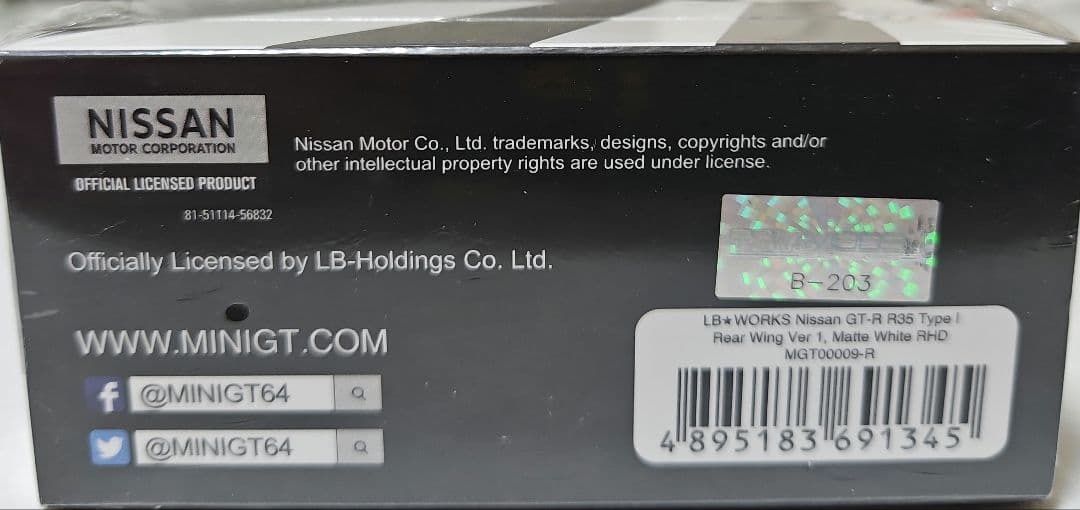 NISSAN
MOTOR CORPORATION
OFFICIAL LICENSED PRODUCT
81-51114-56832
Nissan Motor Co., Ltd. trademarks, designs, copyrights and/or
other intellectual property rights are used under license.
Officially Licensed by LB-Holdings Co. Ltd.
WWW.MINIGT.COM
f @MINIGT64
@MINIGT64
B-203
LB★WORKS Nissan GT-R R35 Type I
Rear Wing Ver 1, Matte White RHD
MGT00009-R
4 895183 691345